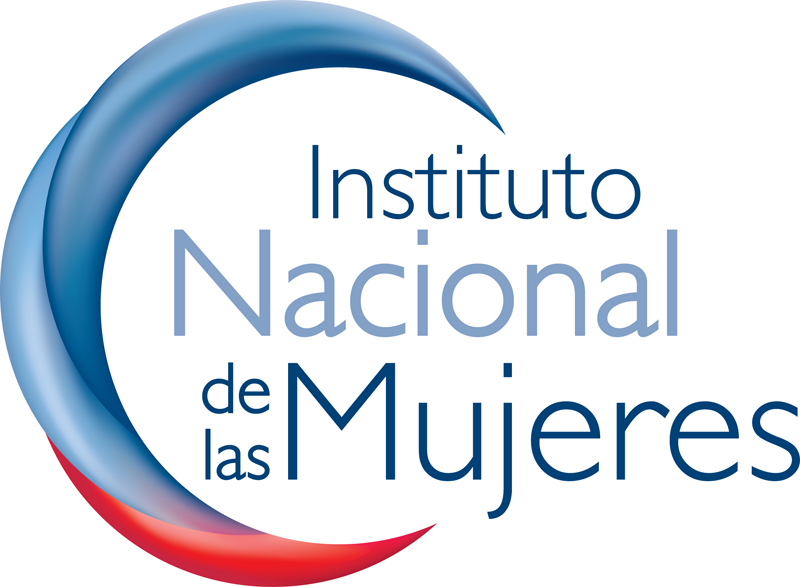 Instituto
Nacional
de las Mujeres